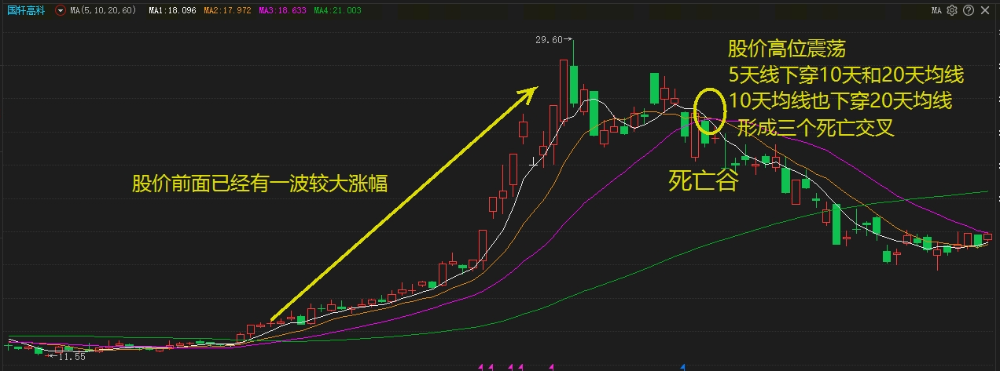 国轩高科 MA(5,10,20,60) MA1:18.096 MA2:17.972 MA3:18.633 MA4:21.003 MA
29.60
股价高位震荡
5天线下穿10天和20天均线
10天均线也下穿20天均线
形成三个死亡交叉
股价前面已经有一波较大涨幅
死亡谷
11.55